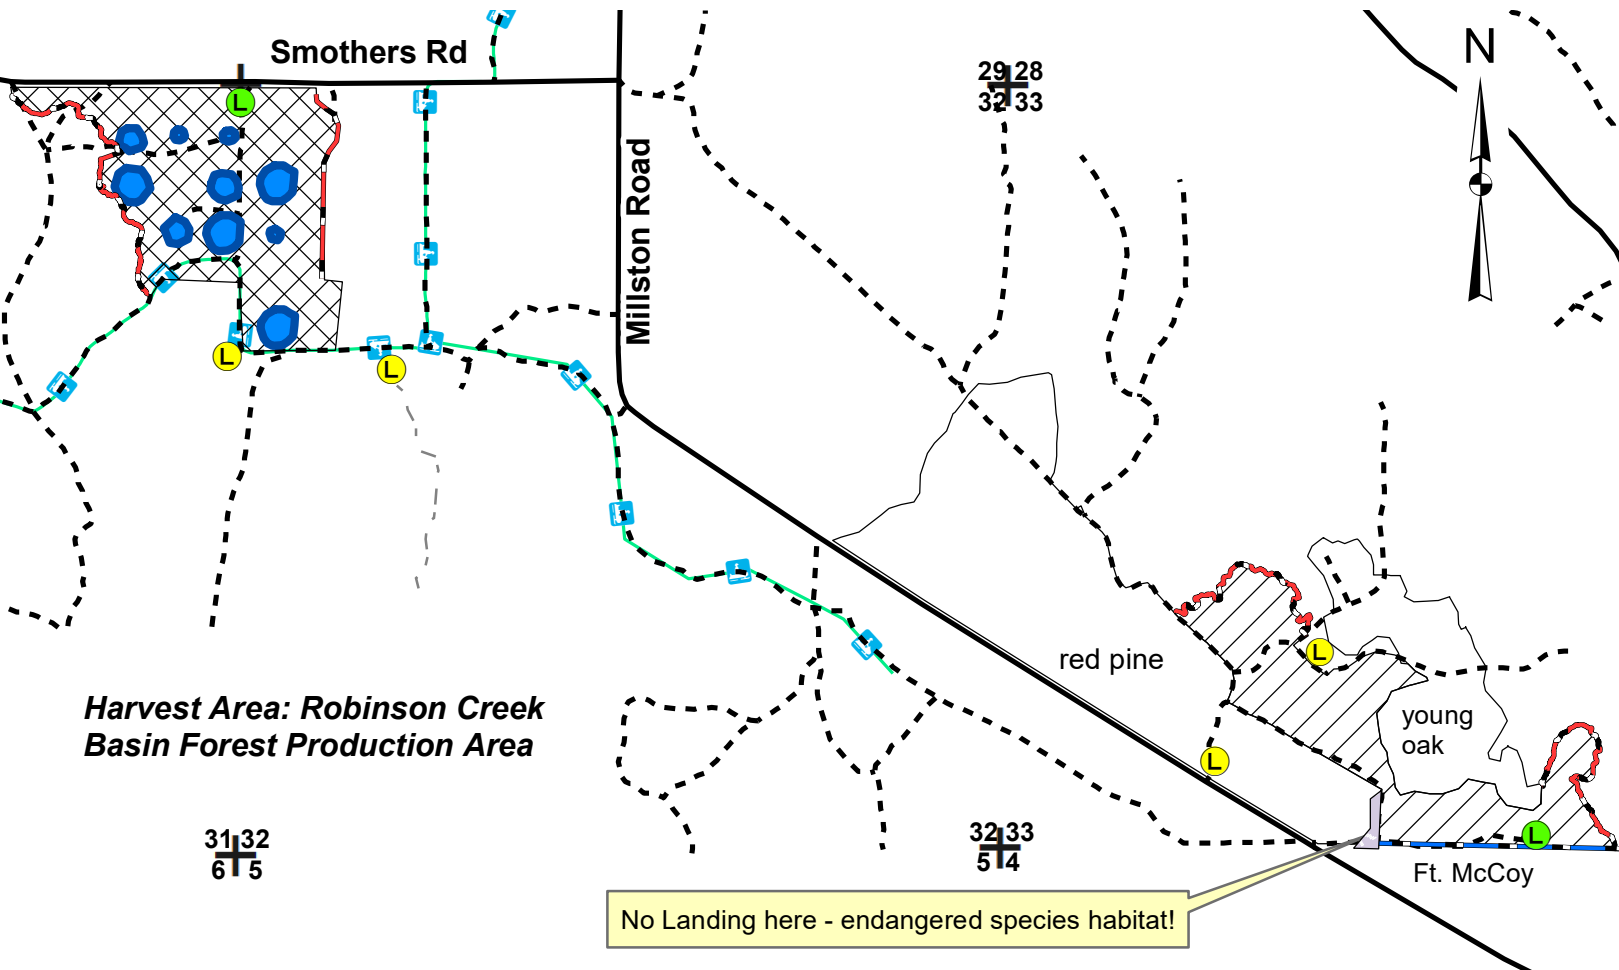 Smothers Rd
N
29 28
32 33
L
Millston Road
L
L
L
red pine
young
oak
L
Harvest Area: Robinson Creek
Basin Forest Production Area
31 32
6 5
32 33
5 4
L
Ft. McCoy
No Landing here - endangered species habitat!